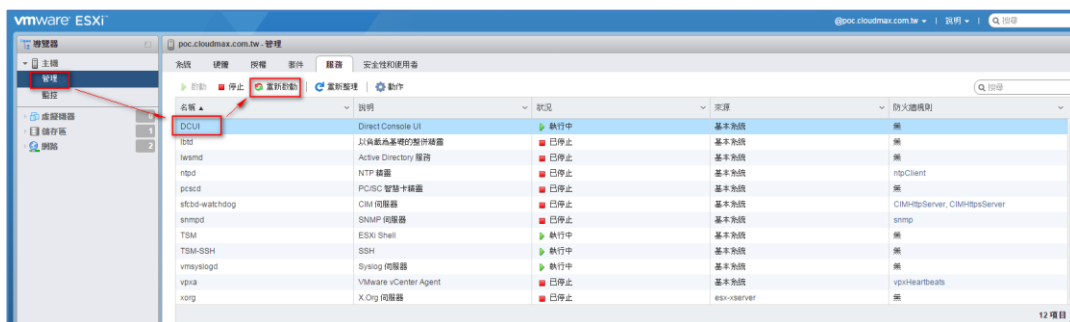 vmware ESXi™
@poc.cloudmax.com.tw | 說明 | 搜尋
導覽器
主機
管理
監控
虛擬機器 0
儲存區 1
網路 2
poc.cloudmax.com.tw - 管理
系統 硬體 授權 套件 服務 安全性和使用者
啟動 停止 重新啟動 | 重新整理 | 動作
搜尋
名稱 說明 狀況 來源 防火牆規則
DCUI Direct Console UI 執行中 基本系統 無
lbtd 以負載為基礎的整併精靈 已停止 基本系統 無
lwsmd Active Directory 服務 已停止 基本系統 無
ntpd NTP 精靈 已停止 基本系統 ntpClient
pcscd PC/SC 智慧卡精靈 已停止 基本系統 無
sfcbd-watchdog CIM 伺服器 已停止 基本系統 CIMHttpServer, CIMHttpsServer
snmpd SNMP 伺服器 已停止 基本系統 snmp
TSM ESXi Shell 執行中 基本系統 無
TSM-SSH SSH 執行中 基本系統 無
vmsyslogd Syslog 伺服器 執行中 基本系統 無
vpxa VMware vCenter Agent 已停止 基本系統 vpxHeartbeats
xorg X.Org 伺服器 已停止 esx-xserver 無
12 項目